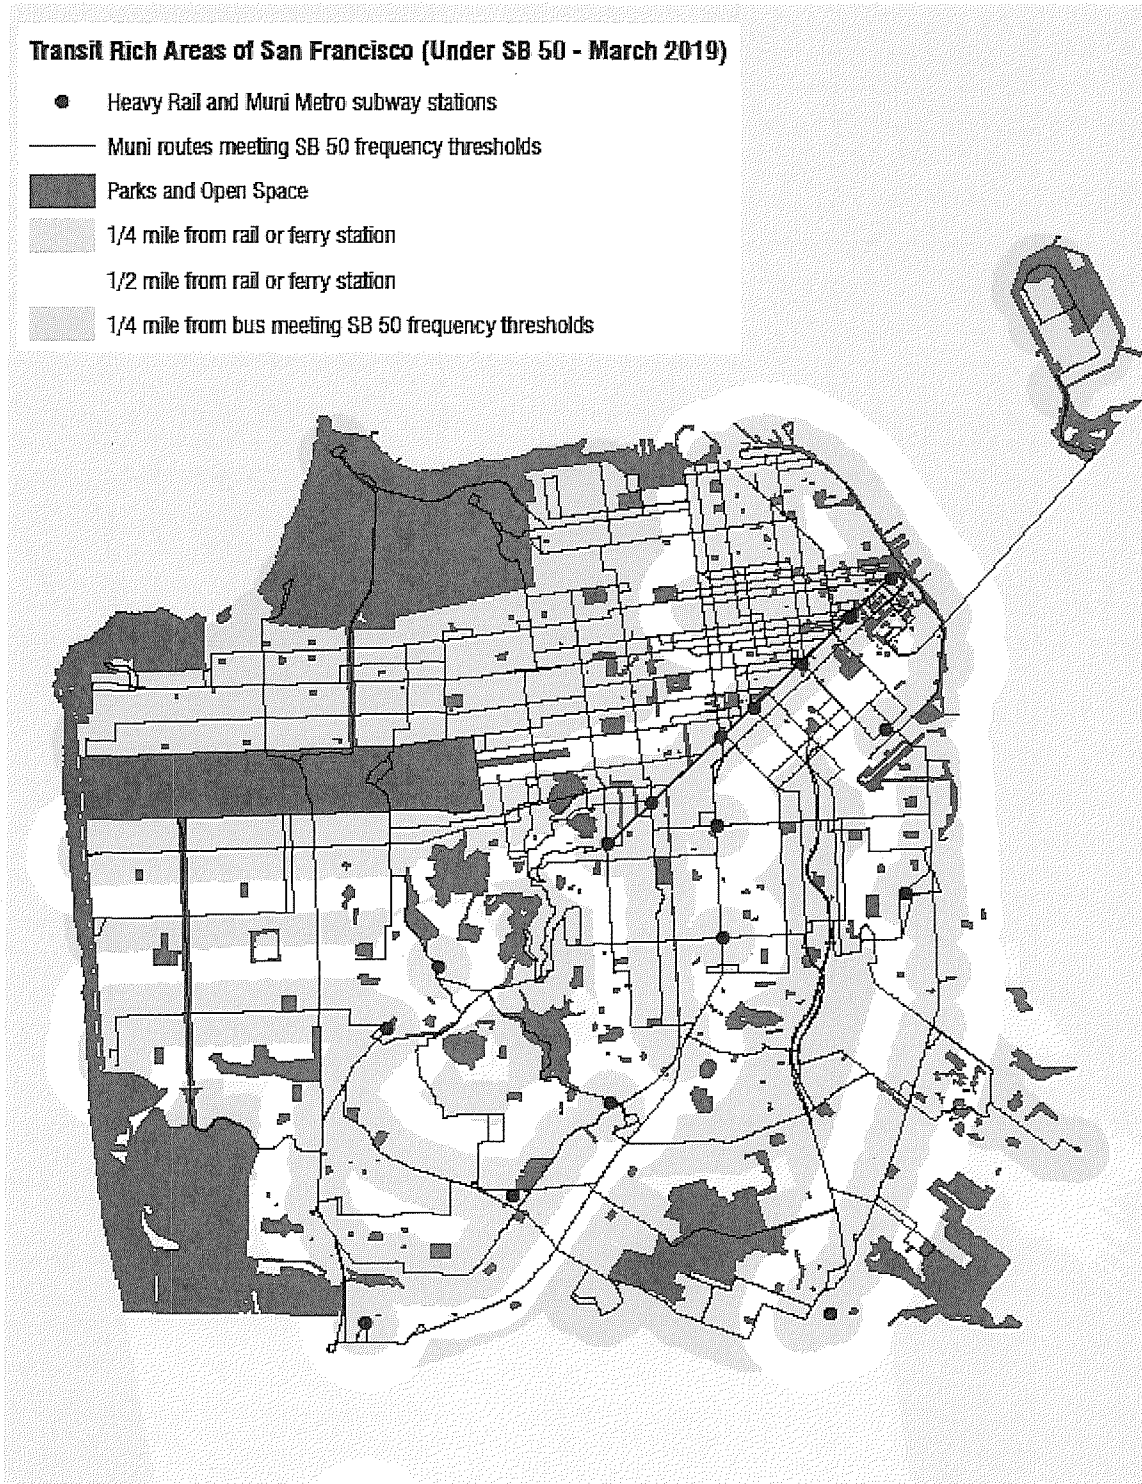 Transit Rich Areas of San Francisco (Under SB 50 - March 2019)
Heavy Rail and Muni Metro subway stations
Muni routes meeting SB 50 frequency thresholds
Parks and Open Space
1/4 mile from rail or ferry station
1/2 mile from rail or ferry station
1/4 mile from bus meeting SB 50 frequency thresholds